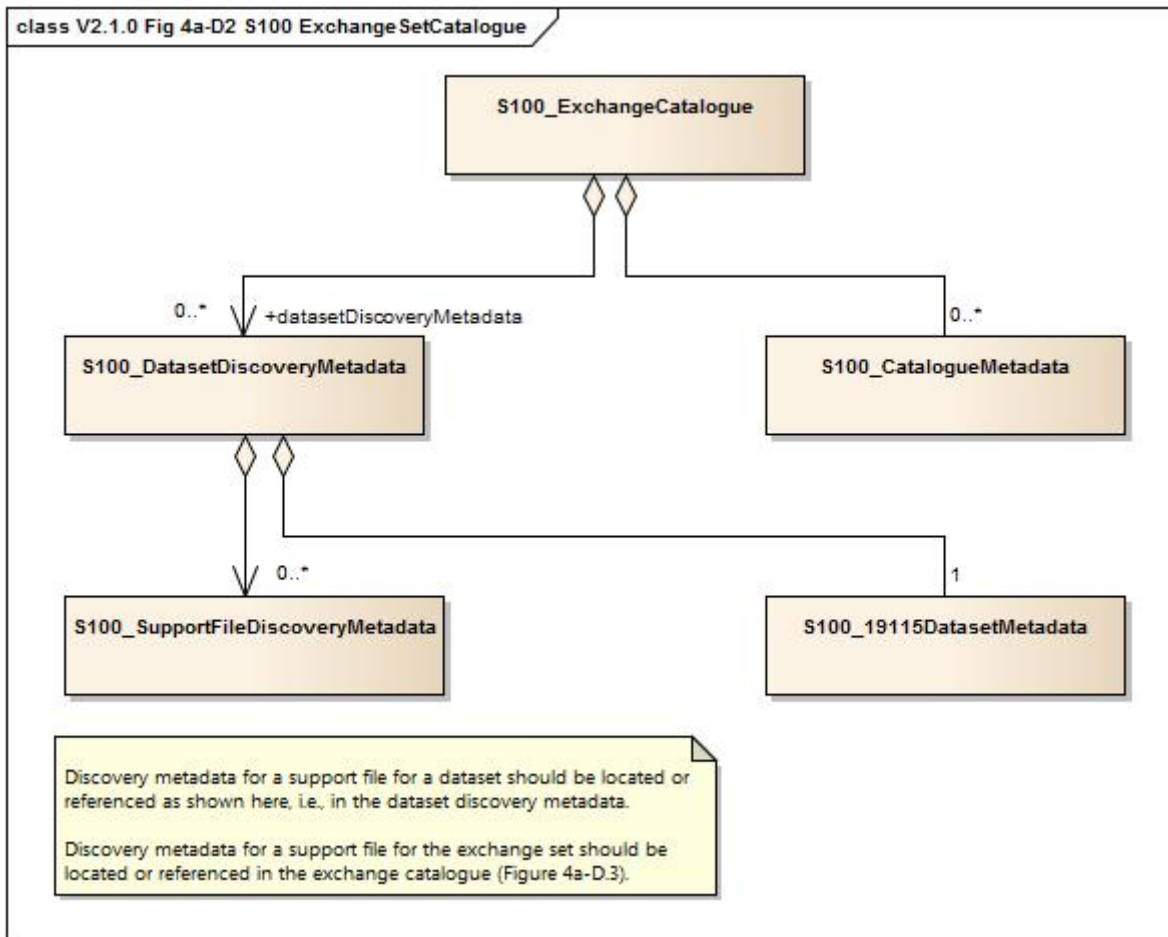 class V2.1.0 Fig 4a-D2 S100 ExchangeSetCatalogue
S100_ExchangeCatalogue
0..*
+datasetDiscoveryMetadata
0..*
S100_DatasetDiscoveryMetadata
S100_CatalogueMetadata
0..*
1
S100_SupportFileDiscoveryMetadata
S100_19115DatasetMetadata
Discovery metadata for a support file for a dataset should be located or
referenced as shown here, i.e., in the dataset discovery metadata.
Discovery metadata for a support file for the exchange set should be
located or referenced in the exchange catalogue (Figure 4a-D.3).